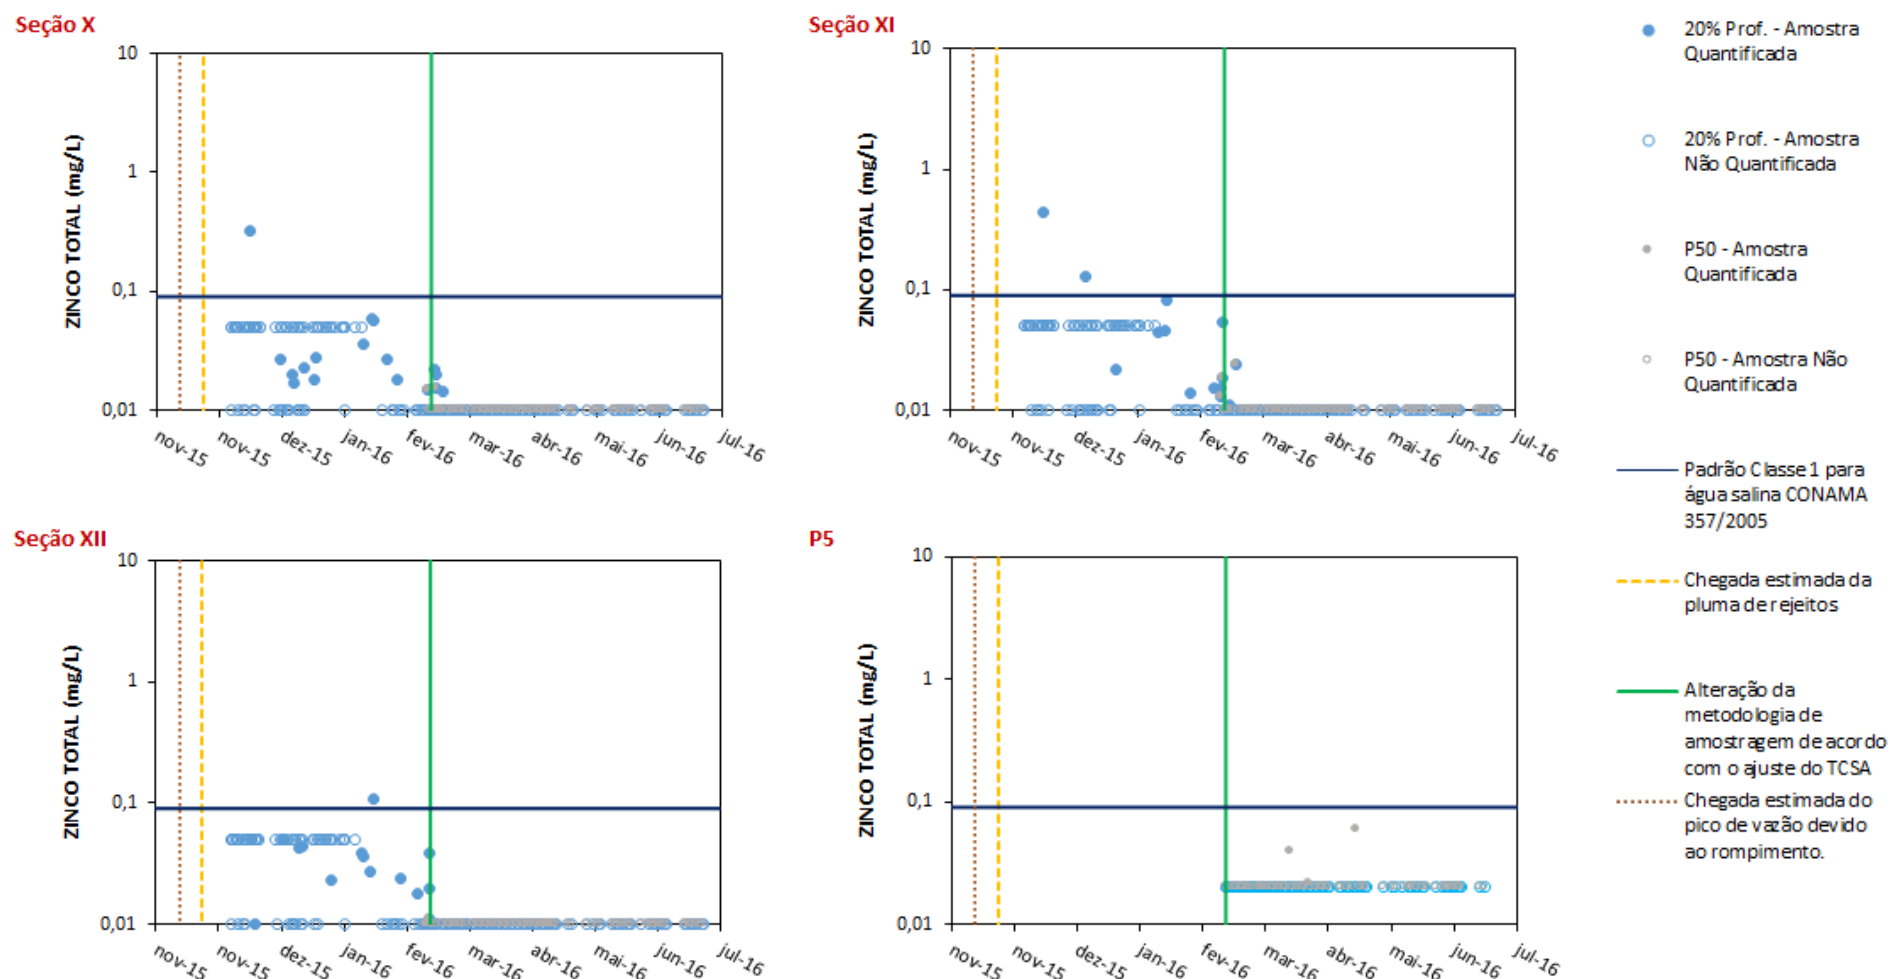 Seção X
10
1
0,1
0,01
ZINCO TOTAL (mg/L)
nov-15
nov-15
dez-15
jan-16
fev-16
mar-16
abr-16
mai-16
jun-16
jul-16
Seção XI
10
1
0,1
0,01
ZINCO TOTAL (mg/L)
nov-15
nov-15
dez-15
jan-16
fev-16
mar-16
abr-16
mai-16
jun-16
jul-16
Seção XII
10
1
0,1
0,01
ZINCO TOTAL (mg/L)
nov-15
nov-15
dez-15
jan-16
fev-16
mar-16
abr-16
mai-16
jun-16
jul-16
P5
10
1
0,1
0,01
ZINCO TOTAL (mg/L)
nov-15
nov-15
dez-15
jan-16
fev-16
mar-16
abr-16
mai-16
jun-16
jul-16
20% Prof. - Amostra
Quantificada
20% Prof. - Amostra
Não Quantificada
P50 - Amostra
Quantificada
P50 - Amostra Não
Quantificada
Padrão Classe 1 para
água salina CONAMA
357/2005
Chegada estimada da
pluma de rejeitos
Alteração da
metodologia de
amostragem de acordo
com o ajuste do TCSA
Chegada estimada do
pico de vazão devido
ao rompimento.